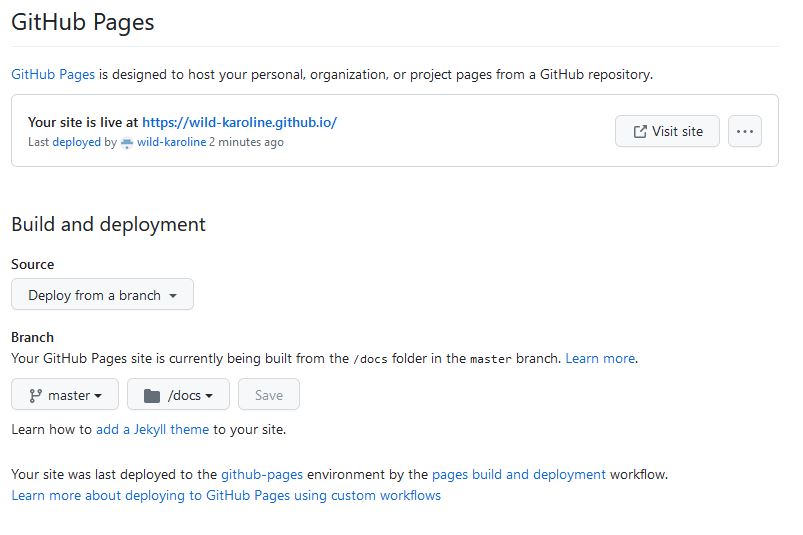 GitHub Pages
GitHub Pages is designed to host your personal, organization, or project pages from a GitHub repository.
Your site is live at https://wild-karoline.github.io/
Last deployed by wild-karoline 2 minutes ago
Visit site
Build and deployment
Source
Deploy from a branch
Branch
Your GitHub Pages site is currently being built from the /docs folder in the master branch. Learn more.
master /docs Save
Learn how to add a Jekyll theme to your site.
Your site was last deployed to the github-pages environment by the pages build and deployment workflow.
Learn more about deploying to GitHub Pages using custom workflows